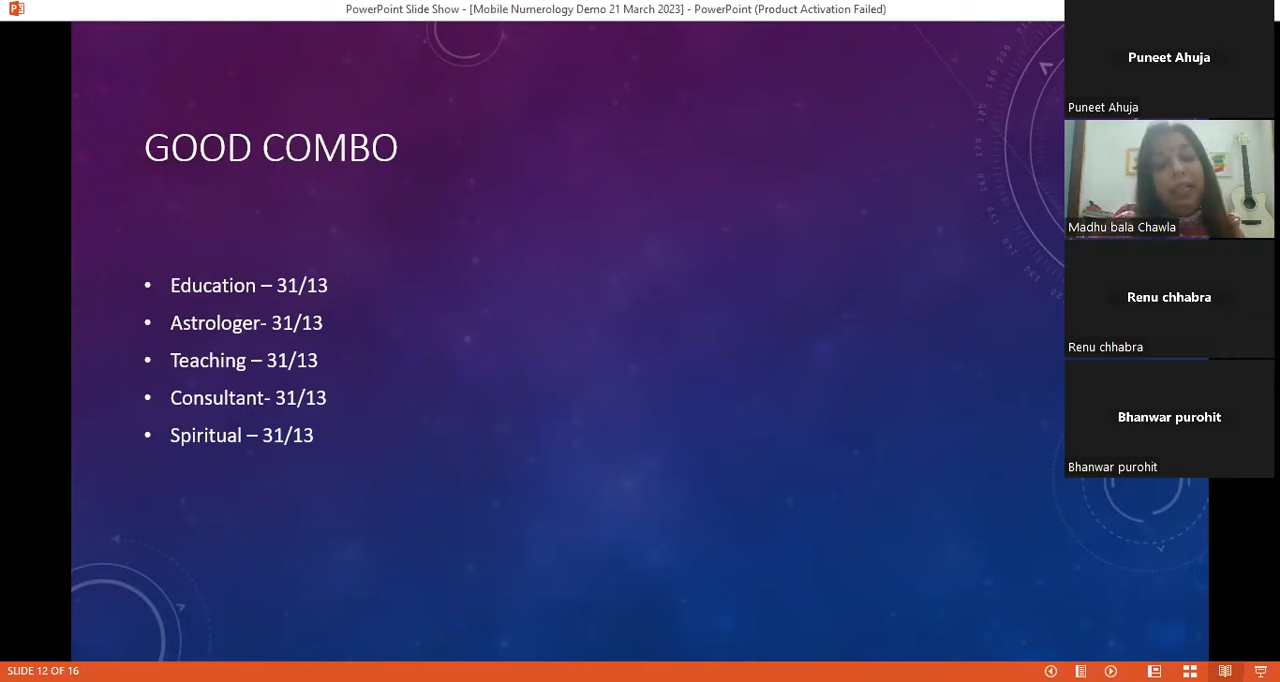 PowerPoint Slide Show - [Mobile Numerology Demo 21 March 2023] - PowerPoint (Product Activation Failed)
GOOD COMBO
• Education – 31/13
• Astrologer- 31/13
• Teaching – 31/13
• Consultant- 31/13
• Spiritual – 31/13
Puneet Ahuja
Puneet Ahuja
Madhu bala Chawla
Renu chhabra
Renu chhabra
Bhanwar purohit
Bhanwar purohit
SLIDE 12 OF 16